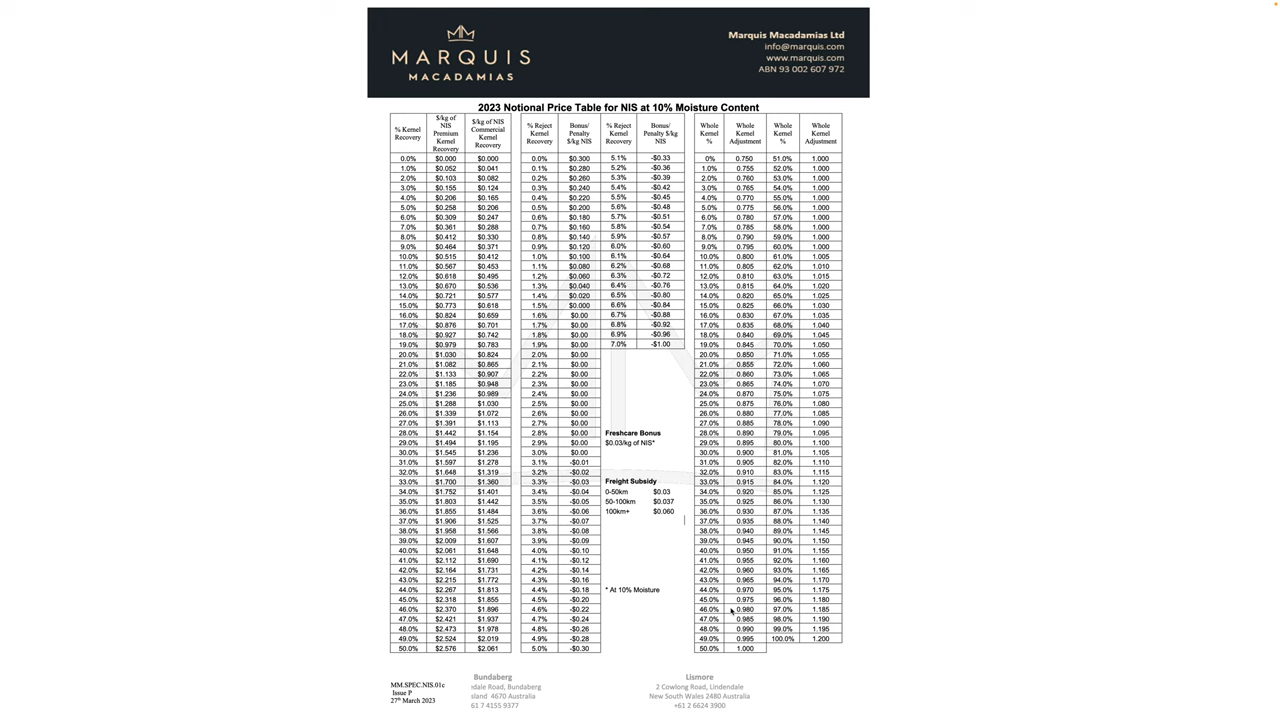 MARQUIS
MACADAMIAS
Marquis Macadamias Ltd
info@marquis.com
www.marquis.com
ABN 93 002 607 972
2023 Notional Price Table for NIS at 10% Moisture Content
% Kernel Recovery | $/kg of NIS Premium Kernel Recovery | $/kg of NIS Commercial Kernel Recovery | % Reject Kernel Recovery | Bonus/ Penalty $/kg NIS | % Reject Kernel Recovery | Bonus/ Penalty $/kg NIS | Whole Kernel % | Whole Kernel Adjustment | Whole Kernel % | Whole Kernel Adjustment
0.0% $0.000 $0.000 0.0% $0.300 5.1% -$0.33 0% 0.750 51.0% 1.000
1.0% $0.052 $0.041 0.1% $0.280 5.2% -$0.36 1.0% 0.755 52.0% 1.000
2.0% $0.103 $0.082 0.2% $0.260 5.3% -$0.39 2.0% 0.760 53.0% 1.000
3.0% $0.155 $0.124 0.3% $0.240 5.4% -$0.42 3.0% 0.765 54.0% 1.000
4.0% $0.206 $0.165 0.4% $0.220 5.5% -$0.45 4.0% 0.770 55.0% 1.000
5.0% $0.258 $0.206 0.5% $0.200 5.6% -$0.48 5.0% 0.775 56.0% 1.000
6.0% $0.309 $0.247 0.6% $0.180 5.7% -$0.51 6.0% 0.780 57.0% 1.000
7.0% $0.361 $0.288 0.7% $0.160 5.8% -$0.54 7.0% 0.785 58.0% 1.000
8.0% $0.412 $0.330 0.8% $0.140 5.9% -$0.57 8.0% 0.790 59.0% 1.000
9.0% $0.464 $0.371 0.9% $0.120 6.0% -$0.60 9.0% 0.795 60.0% 1.000
10.0% $0.515 $0.412 1.0% $0.100 6.1% -$0.64 10.0% 0.800 61.0% 1.005
11.0% $0.567 $0.453 1.1% $0.080 6.2% -$0.68 11.0% 0.805 62.0% 1.010
12.0% $0.618 $0.495 1.2% $0.060 6.3% -$0.72 12.0% 0.810 63.0% 1.015
13.0% $0.670 $0.536 1.3% $0.040 6.4% -$0.76 13.0% 0.815 64.0% 1.020
14.0% $0.721 $0.577 1.4% $0.020 6.5% -$0.80 14.0% 0.820 65.0% 1.025
15.0% $0.773 $0.618 1.5% $0.000 6.6% -$0.84 15.0% 0.825 66.0% 1.030
16.0% $0.824 $0.659 1.6% $0.00 6.7% -$0.88 16.0% 0.830 67.0% 1.035
17.0% $0.876 $0.701 1.7% $0.00 6.8% -$0.92 17.0% 0.835 68.0% 1.040
18.0% $0.927 $0.742 1.8% $0.00 6.9% -$0.96 18.0% 0.840 69.0% 1.045
19.0% $0.979 $0.783 1.9% $0.00 7.0% -$1.00 19.0% 0.845 70.0% 1.050
20.0% $1.030 $0.824 2.0% $0.00 20.0% 0.850 71.0% 1.055
21.0% $1.082 $0.865 2.1% $0.00 21.0% 0.855 72.0% 1.060
22.0% $1.133 $0.907 2.2% $0.00 22.0% 0.860 73.0% 1.065
23.0% $1.185 $0.948 2.3% $0.00 23.0% 0.865 74.0% 1.070
24.0% $1.236 $0.989 2.4% $0.00 24.0% 0.870 75.0% 1.075
25.0% $1.288 $1.030 2.5% $0.00 25.0% 0.875 76.0% 1.080
26.0% $1.339 $1.072 2.6% $0.00 26.0% 0.880 77.0% 1.085
27.0% $1.391 $1.113 2.7% $0.00 27.0% 0.885 78.0% 1.090
28.0% $1.442 $1.154 2.8% $0.00 Freshcare Bonus 28.0% 0.890 79.0% 1.095
29.0% $1.494 $1.195 2.9% $0.00 $0.03/kg of NIS* 29.0% 0.895 80.0% 1.100
30.0% $1.545 $1.236 3.0% $0.00 30.0% 0.900 81.0% 1.105
31.0% $1.597 $1.278 3.1% -$0.01 31.0% 0.905 82.0% 1.110
32.0% $1.648 $1.319 3.2% -$0.02 32.0% 0.910 83.0% 1.115
33.0% $1.700 $1.360 3.3% -$0.03 Freight Subsidy 33.0% 0.915 84.0% 1.120
34.0% $1.752 $1.401 3.4% -$0.04 0-50km $0.03 34.0% 0.920 85.0% 1.125
35.0% $1.803 $1.442 3.5% -$0.05 50-100km $0.037 35.0% 0.925 86.0% 1.130
36.0% $1.855 $1.484 3.6% -$0.06 100km+ $0.060 36.0% 0.930 87.0% 1.135
37.0% $1.906 $1.525 3.7% -$0.07 37.0% 0.935 88.0% 1.140
38.0% $1.958 $1.566 3.8% -$0.08 38.0% 0.940 89.0% 1.145
39.0% $2.009 $1.607 3.9% -$0.09 39.0% 0.945 90.0% 1.150
40.0% $2.061 $1.648 4.0% -$0.10 40.0% 0.950 91.0% 1.155
41.0% $2.112 $1.690 4.1% -$0.12 41.0% 0.955 92.0% 1.160
42.0% $2.164 $1.731 4.2% -$0.14 42.0% 0.960 93.0% 1.165
43.0% $2.215 $1.772 4.3% -$0.16 43.0% 0.965 94.0% 1.170
44.0% $2.267 $1.813 4.4% -$0.18 * At 10% Moisture 44.0% 0.970 95.0% 1.175
45.0% $2.318 $1.855 4.5% -$0.20 45.0% 0.975 96.0% 1.180
46.0% $2.370 $1.896 4.6% -$0.22 46.0% 0.980 97.0% 1.185
47.0% $2.421 $1.937 4.7% -$0.24 47.0% 0.985 98.0% 1.190
48.0% $2.473 $1.978 4.8% -$0.26 48.0% 0.990 99.0% 1.195
49.0% $2.524 $2.019 4.9% -$0.28 49.0% 0.995 100.0% 1.200
50.0% $2.576 $2.061 5.0% -$0.30 50.0% 1.000
MM.SPEC.NIS.01c
Issue P
27th March 2023
Bundaberg
edale Road, Bundaberg
sland 4670 Australia
61 7 4155 9377
Lismore
2 Cowlong Road, Lindendale
New South Wales 2480 Australia
+61 2 6624 3900